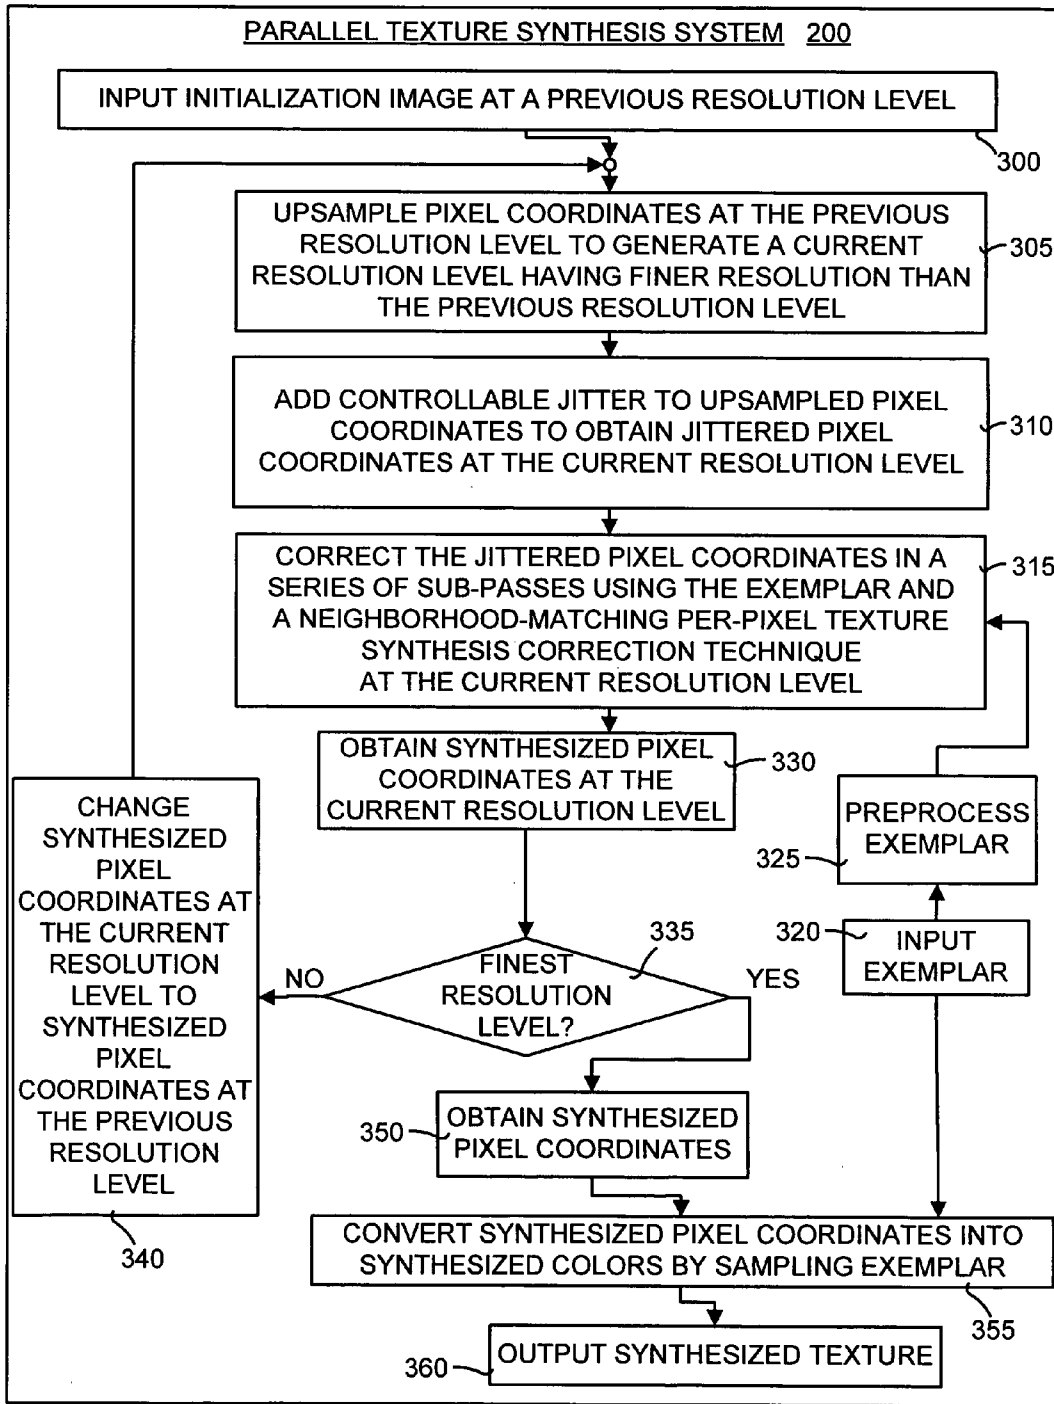 PARALLEL TEXTURE SYNTHESIS SYSTEM 200
INPUT INITIALIZATION IMAGE AT A PREVIOUS RESOLUTION LEVEL
300
UPSAMPLE PIXEL COORDINATES AT THE PREVIOUS
RESOLUTION LEVEL TO GENERATE A CURRENT
RESOLUTION LEVEL HAVING FINER RESOLUTION THAN
THE PREVIOUS RESOLUTION LEVEL
305
ADD CONTROLLABLE JITTER TO UPSAMPLED PIXEL
COORDINATES TO OBTAIN JITTERED PIXEL
COORDINATES AT THE CURRENT RESOLUTION LEVEL
310
CORRECT THE JITTERED PIXEL COORDINATES IN A
SERIES OF SUB-PASSES USING THE EXEMPLAR AND
A NEIGHBORHOOD-MATCHING PER-PIXEL TEXTURE
SYNTHESIS CORRECTION TECHNIQUE
AT THE CURRENT RESOLUTION LEVEL
315
OBTAIN SYNTHESIZED PIXEL
COORDINATES AT THE
CURRENT RESOLUTION LEVEL
330
PREPROCESS
EXEMPLAR
325
INPUT
EXEMPLAR
320
FINEST
RESOLUTION
LEVEL?
335
NO
YES
CHANGE
SYNTHESIZED
PIXEL
COORDINATES AT
THE CURRENT
RESOLUTION
LEVEL TO
SYNTHESIZED
PIXEL
COORDINATES AT
THE PREVIOUS
RESOLUTION
LEVEL
340
OBTAIN SYNTHESIZED
PIXEL COORDINATES
350
CONVERT SYNTHESIZED PIXEL COORDINATES INTO
SYNTHESIZED COLORS BY SAMPLING EXEMPLAR
355
OUTPUT SYNTHESIZED TEXTURE
360